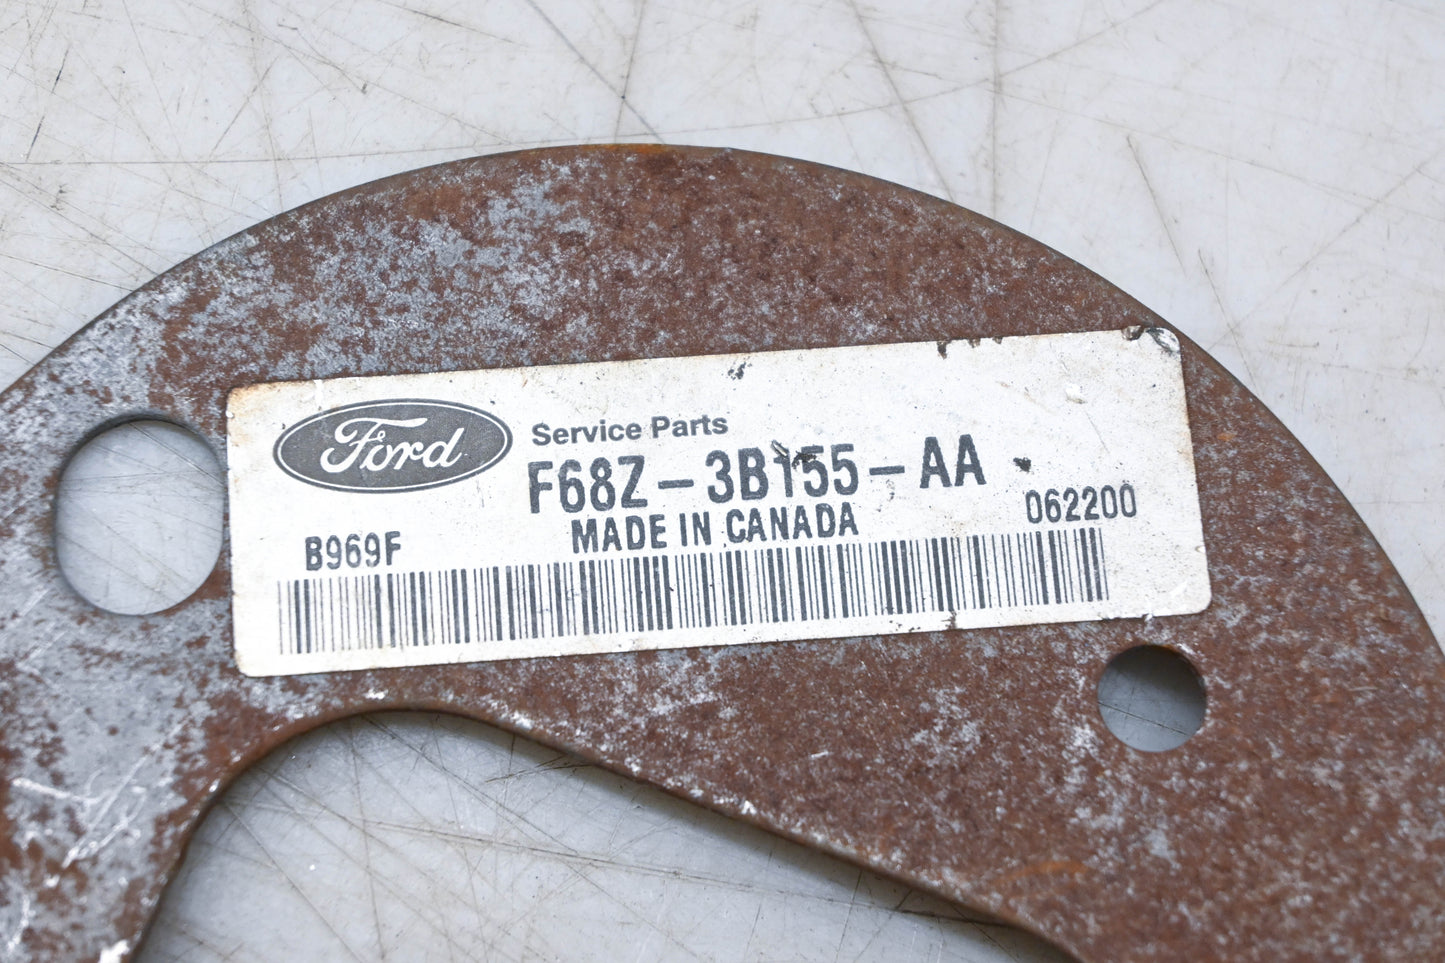 Ford
Service Parts
F68Z-3B155-AA
MADE IN CANADA
062200
B969F